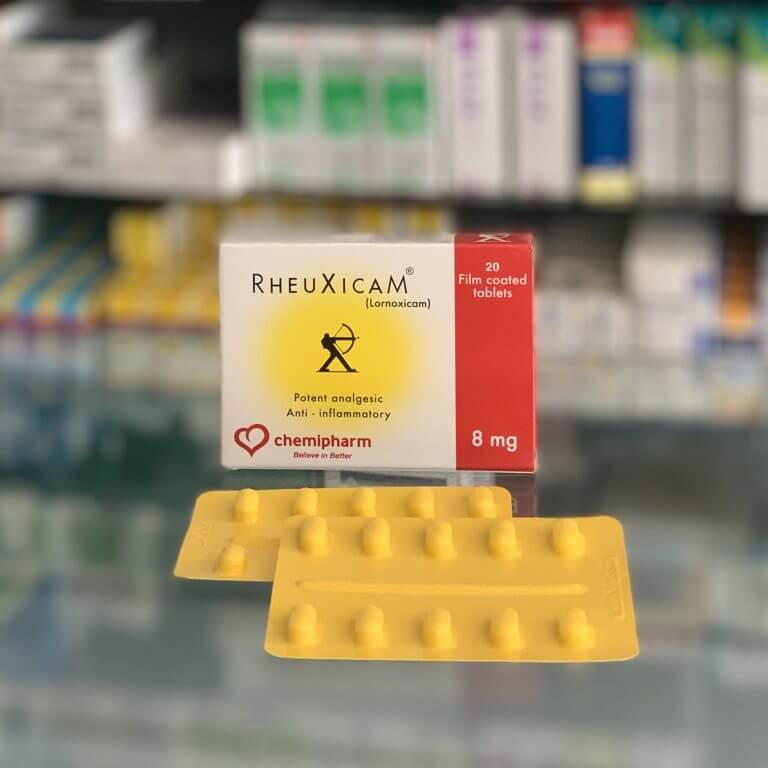 RHEUXICAM®
(Lornoxicam)
Potent analgesic
Anti - inflammatory
chemipharm
Believe in Better
20
Film coated
tablets
8 mg